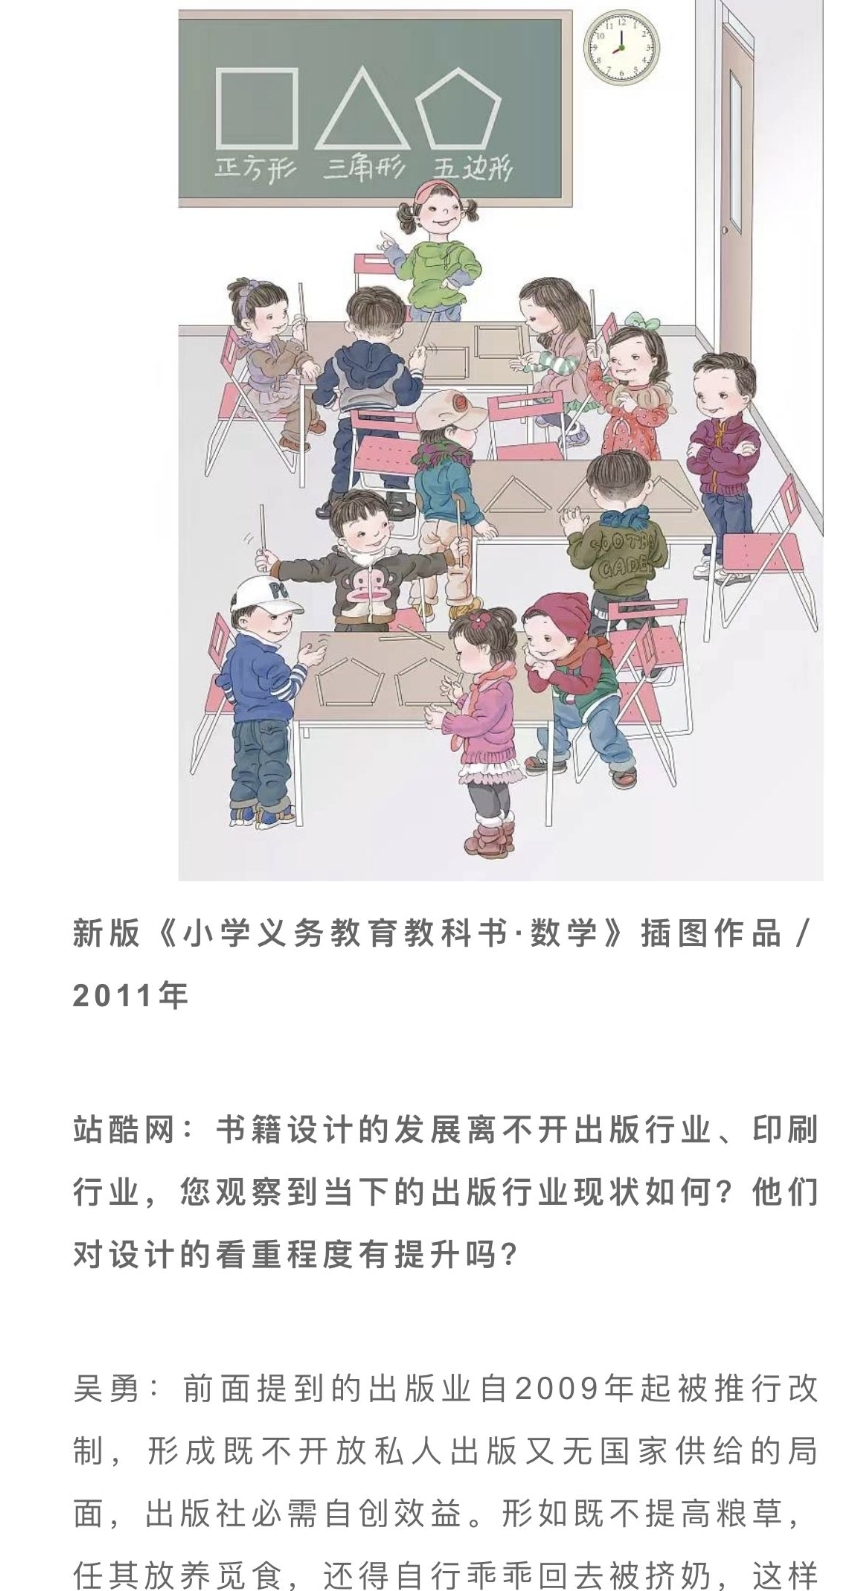 正方形 三角形 五边形
新版《小学义务教育教科书·数学》插图作品 /
2011年
站酷网：书籍设计的发展离不开出版行业、印刷
行业，您观察到当下的出版行业现状如何？他们
对设计的看重程度有提升吗？
吴勇：前面提到的出版业自2009年起被推行改
制，形成既不开放私人出版又无国家供给的局
面，出版社必需自创效益。形如既不提高粮草，
任其放养觅食，还得自行乖乖回去被挤奶，这样